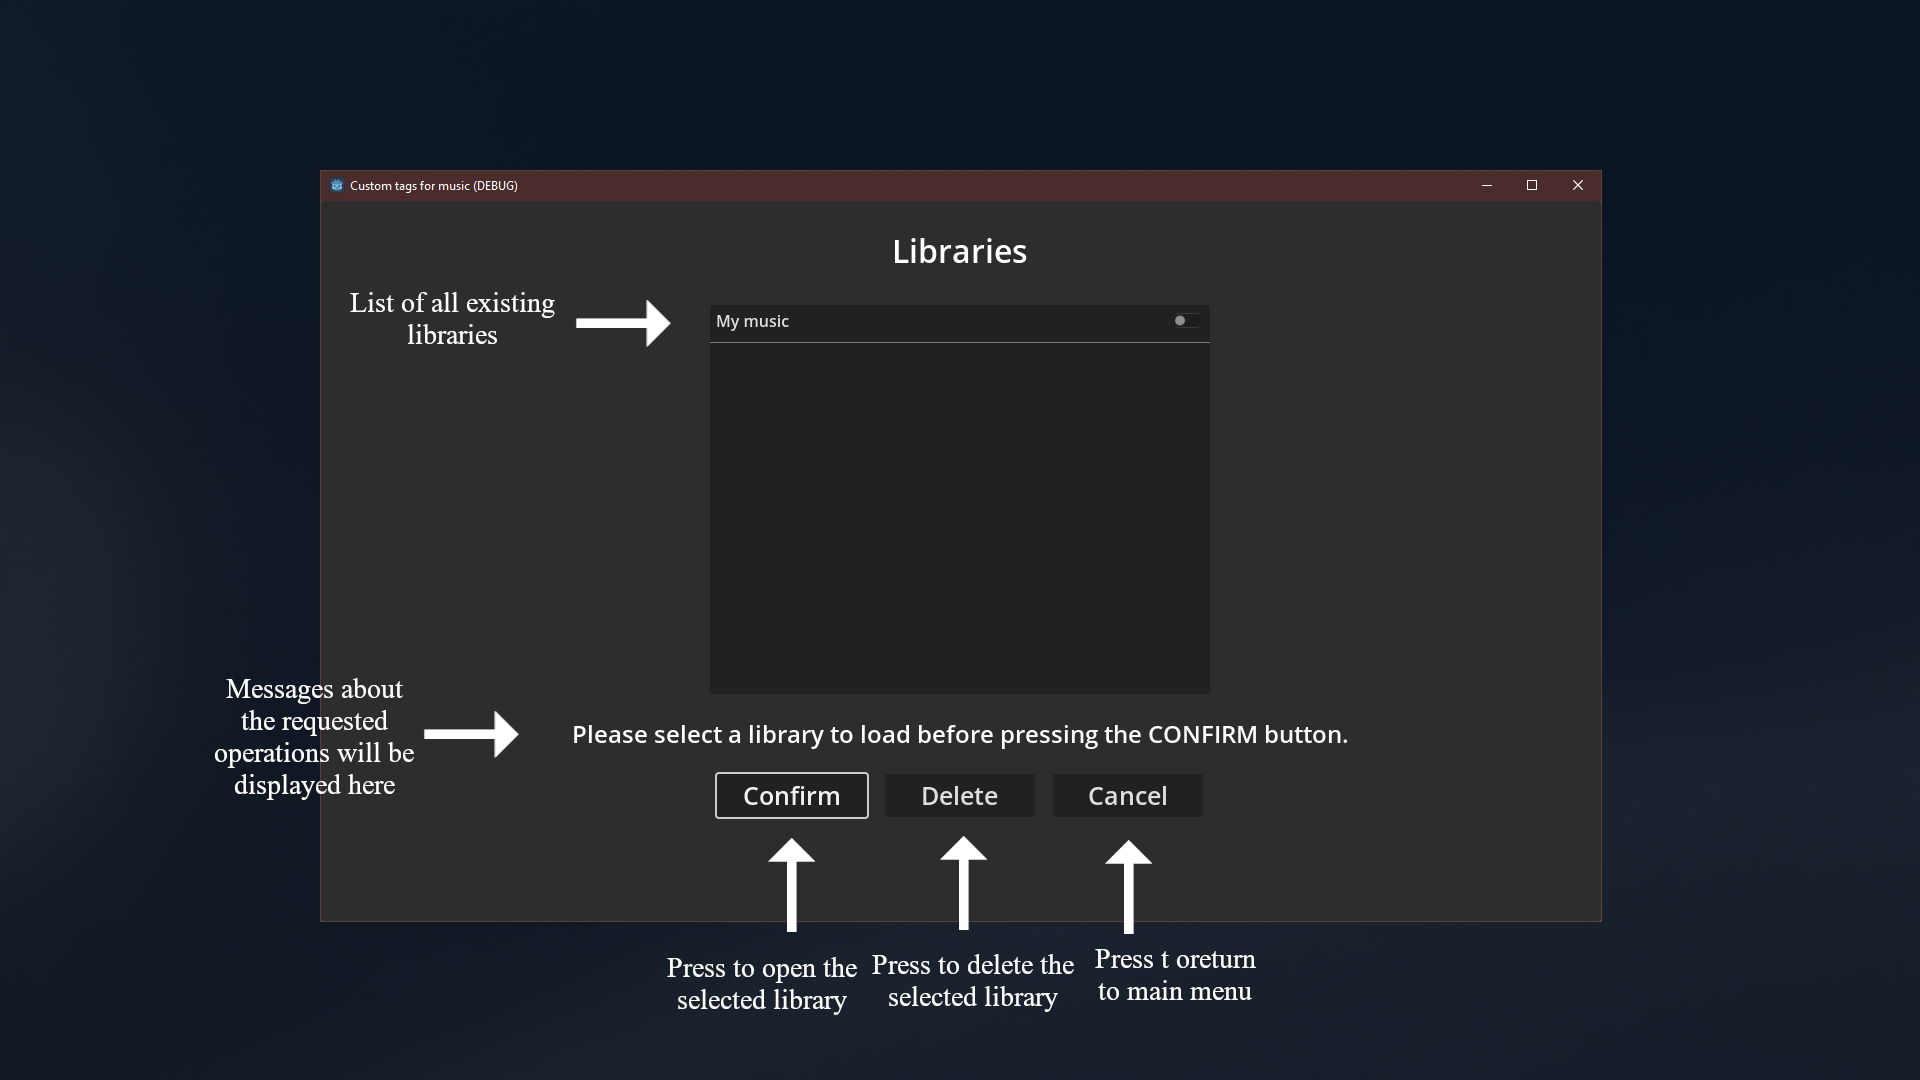 Custom tags for music (DEBUG)
Libraries
List of all existing
libraries
My music
Messages about
the requested
operations will be
displayed here
Please select a library to load before pressing the CONFIRM button.
Confirm
Delete
Cancel
Press to open the
selected library
Press to delete the
selected library
Press t oreturn
to main menu